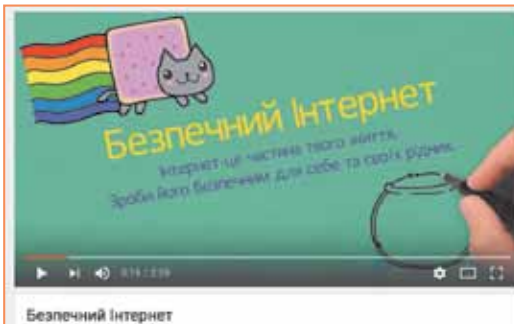 Безпечний Інтернет
Інтернет-це частина твого життя,
Зроби його безпечним для себе та своїх рідних.
Безпечний Інтернет